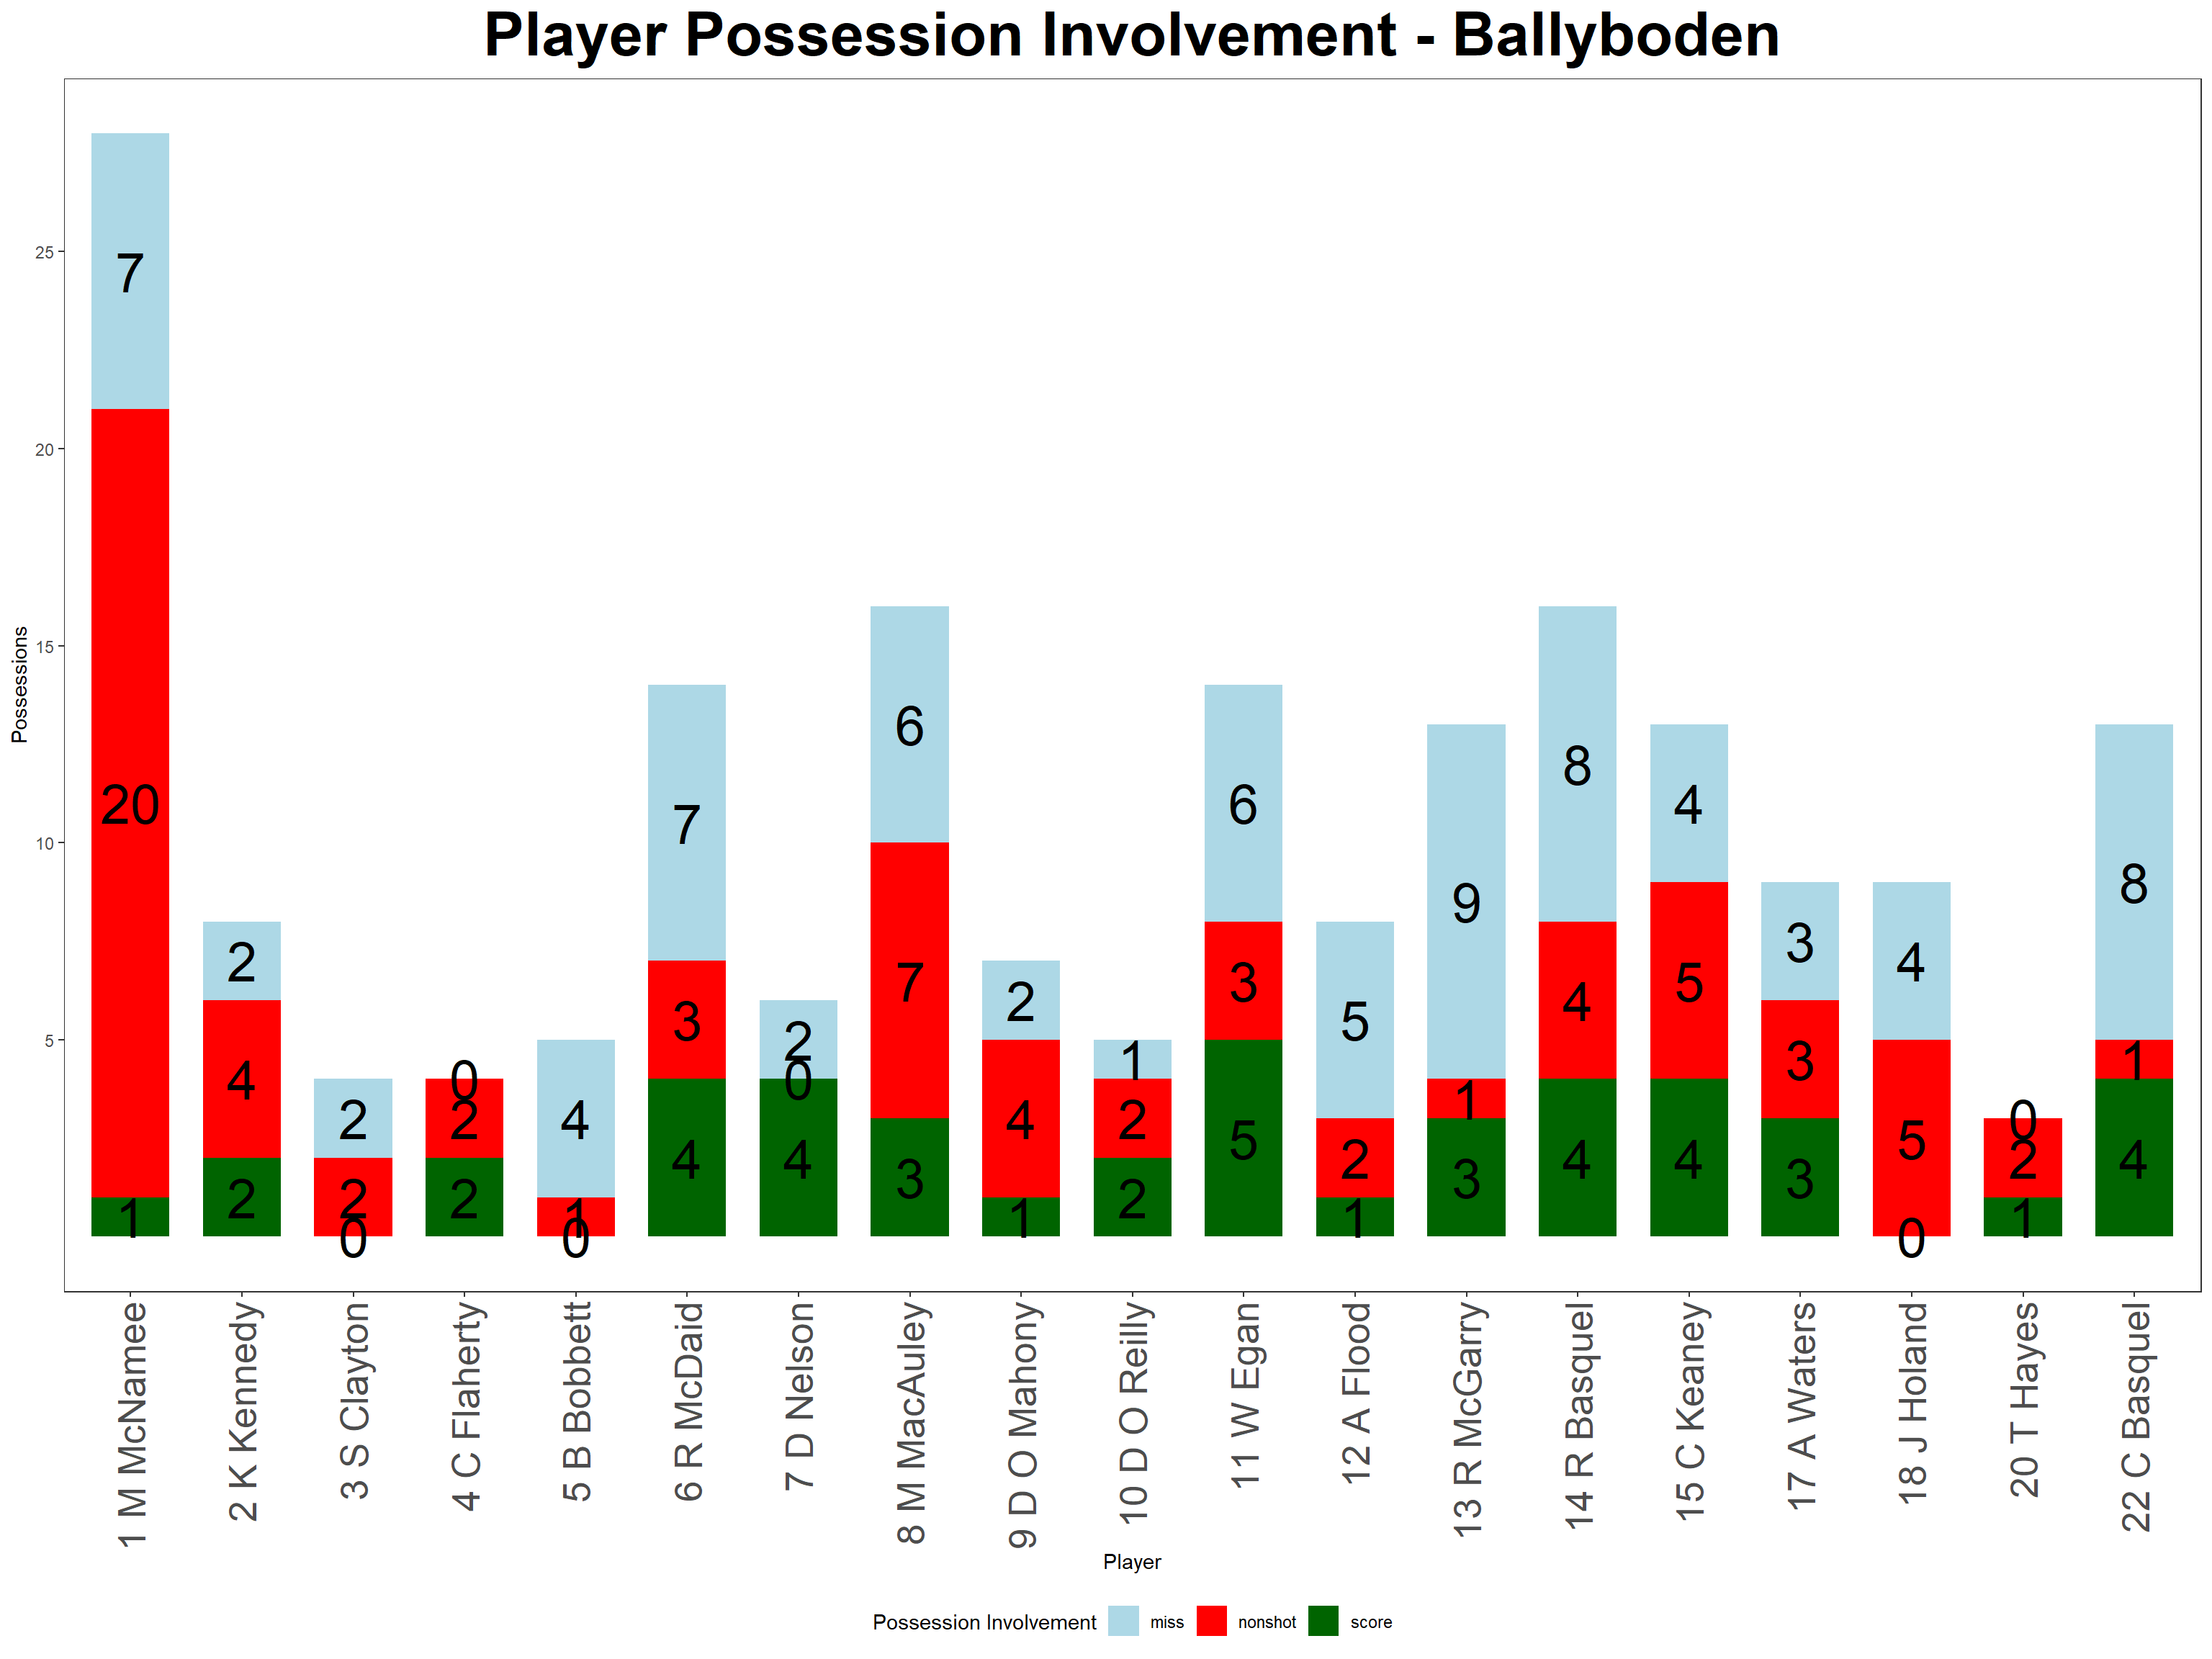 Player Possession Involvement - Ballyboden
Possessions
25
20
15
10
5
7
20
1
2
4
2
2
2
0
0
2
2
4
1
0
7
3
4
2
0
4
6
7
3
2
4
1
1
2
2
6
3
5
5
2
1
9
1
3
8
4
4
4
5
4
3
3
3
4
5
0
0
2
1
8
1
4
1 M McNamee
2 K Kennedy
3 S Clayton
4 C Flaherty
5 B Bobbett
6 R McDaid
7 D Nelson
8 M MacAuley
9 D O Mahony
10 D O Reilly
11 W Egan
12 A Flood
13 R McGarry
14 R Basquel
15 C Keaney
17 A Waters
18 J Holand
20 T Hayes
22 C Basquel
Player
Possession Involvement miss nonshot score